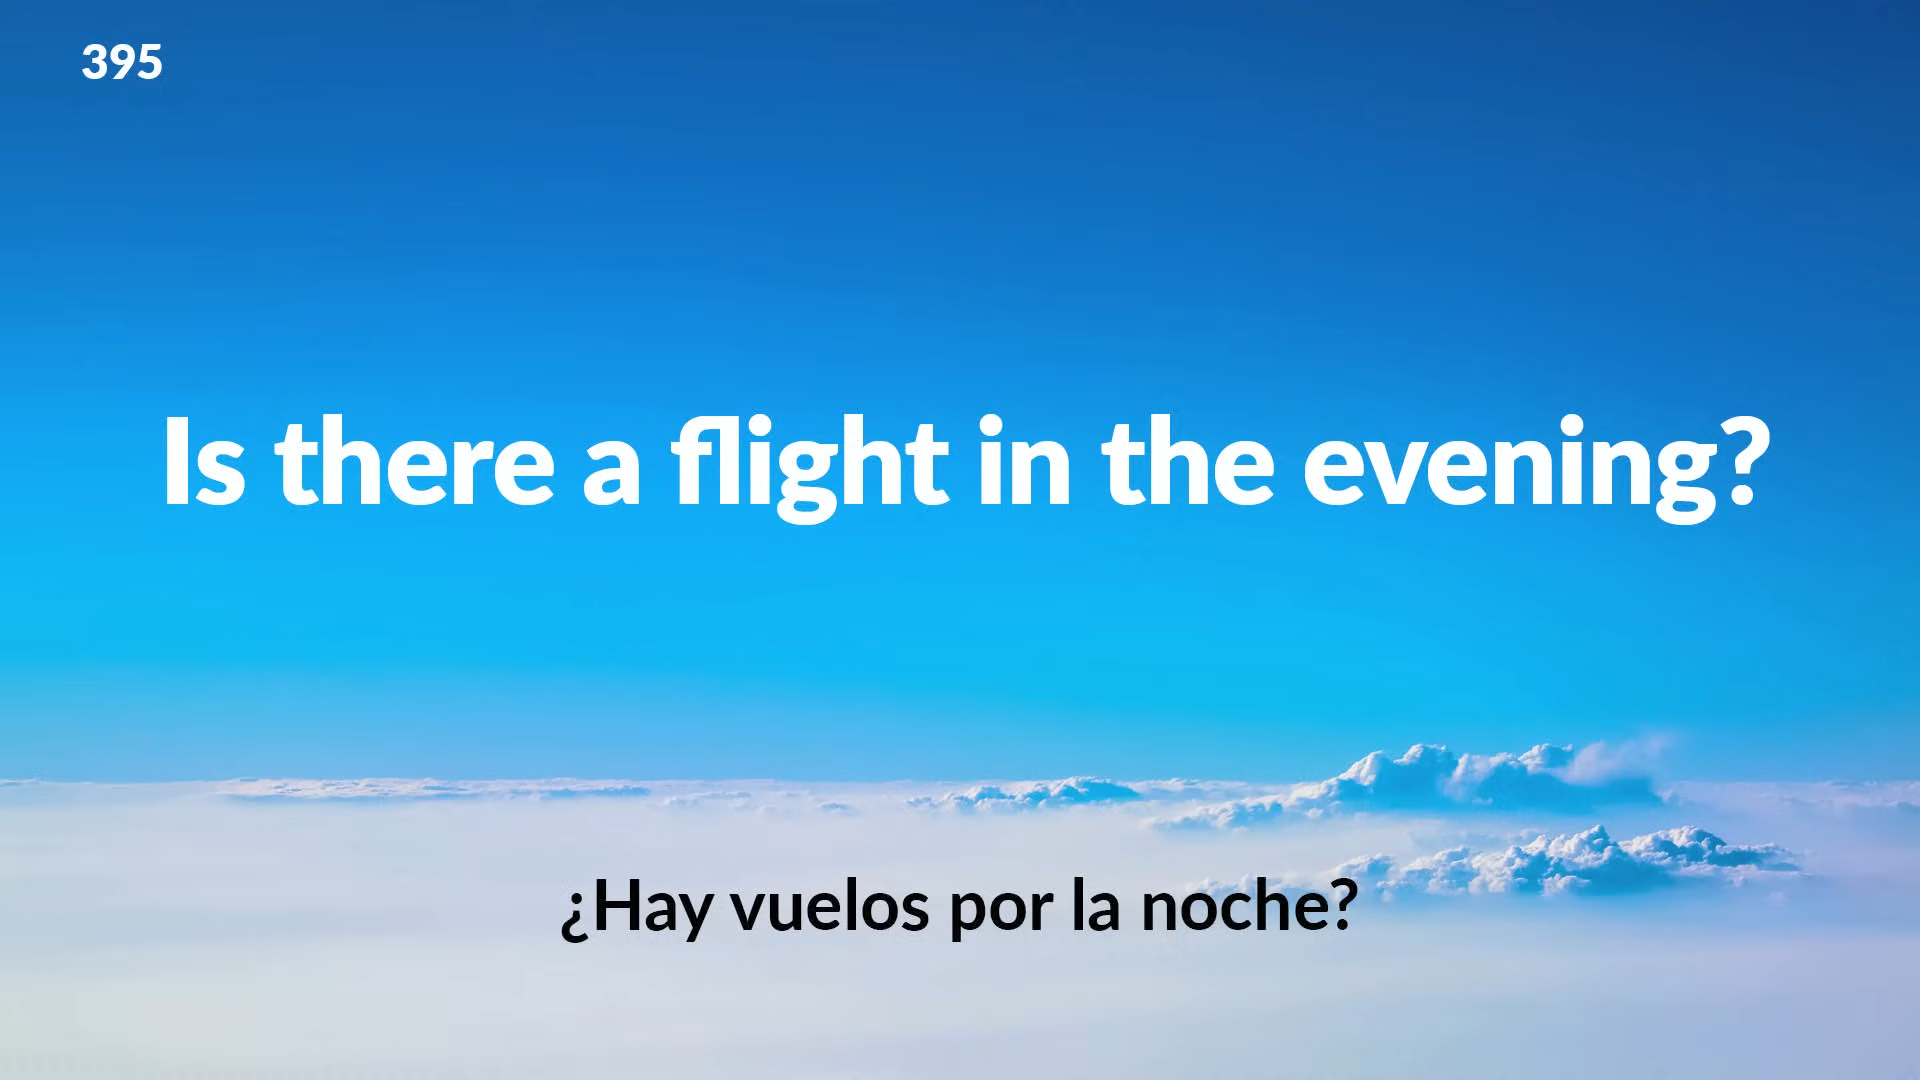 395
Is there a flight in the evening?
¿Hay vuelos por la noche?